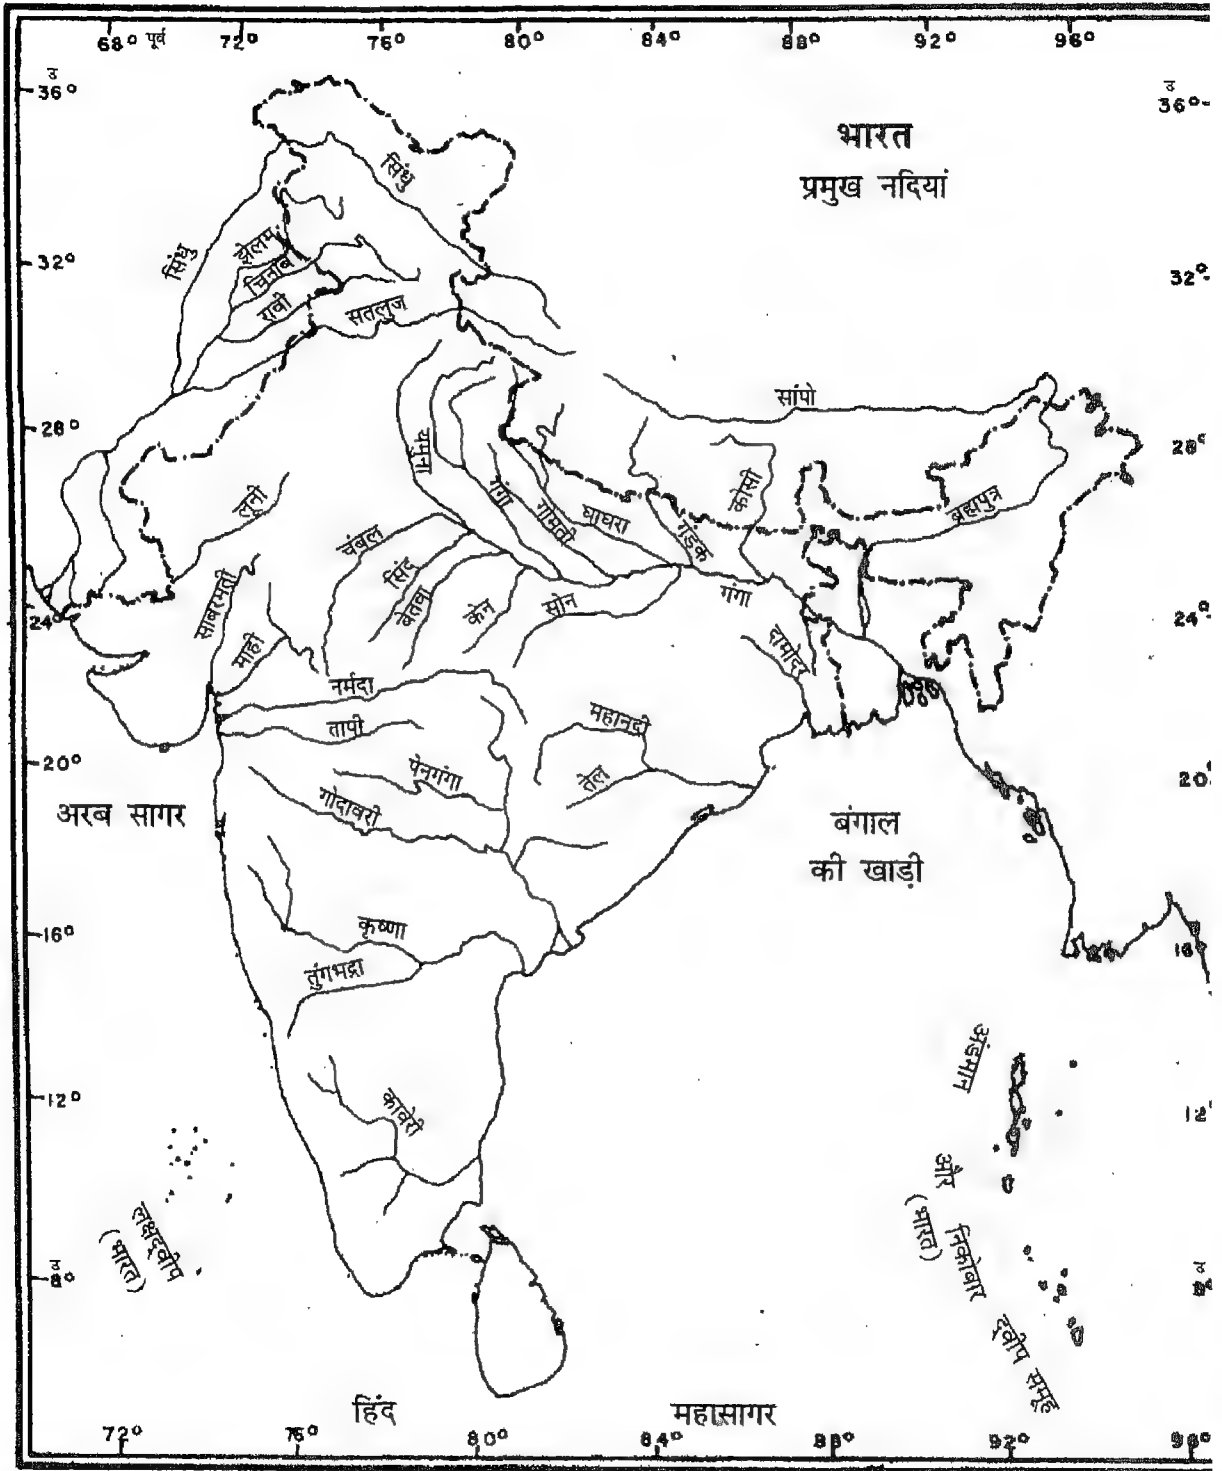 68° पूर्व 72° 76° 80° 84° 88° 92° 96°
उ
36°
उ
36°
भारत
प्रमुख नदियां
सिंधु
सिंधु
झेलम
चिनाब
रावी
सतलुज
32°
32°
सांपो
28°
28°
यमुना
गंगा
गोमती
घाघरा
गंडक
कोसी
ब्रह्मपुत्र
लूनी
चंबल
सिंद
बेतवा
केन
सोन
गंगा
दामोदर
24°
24°
साबरमती
माही
नर्मदा
तापी
महानदी
तेल
पेनगंगा
गोदावरी
20°
20°
अरब सागर
बंगाल
की खाड़ी
16°
16
कृष्णा
तुंगभद्रा
12°
12°
कावेरी
अंडमान
और
निकोबार
द्वीप समूह
(भारत)
लक्षद्वीप
(भारत)
8°
हिंद
महासागर
72° 76° 80° 84° 88° 92° 96°